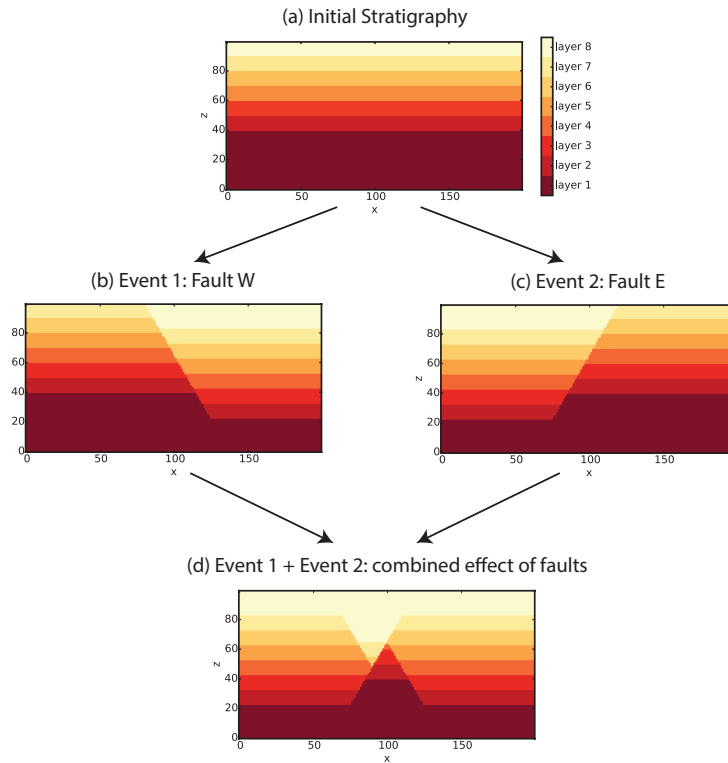 (a) Initial Stratigraphy
layer 8
layer 7
layer 6
layer 5
layer 4
layer 3
layer 2
layer 1
80
60
40
20
0
z
0 50 100 150
x
(b) Event 1: Fault W
80
60
40
20
0
0 50 100 150
x
(c) Event 2: Fault E
80
60
40
20
0
z
0 50 100 150
x
(d) Event 1 + Event 2: combined effect of faults
80
60
40
20
0
z
0 50 100 150
x